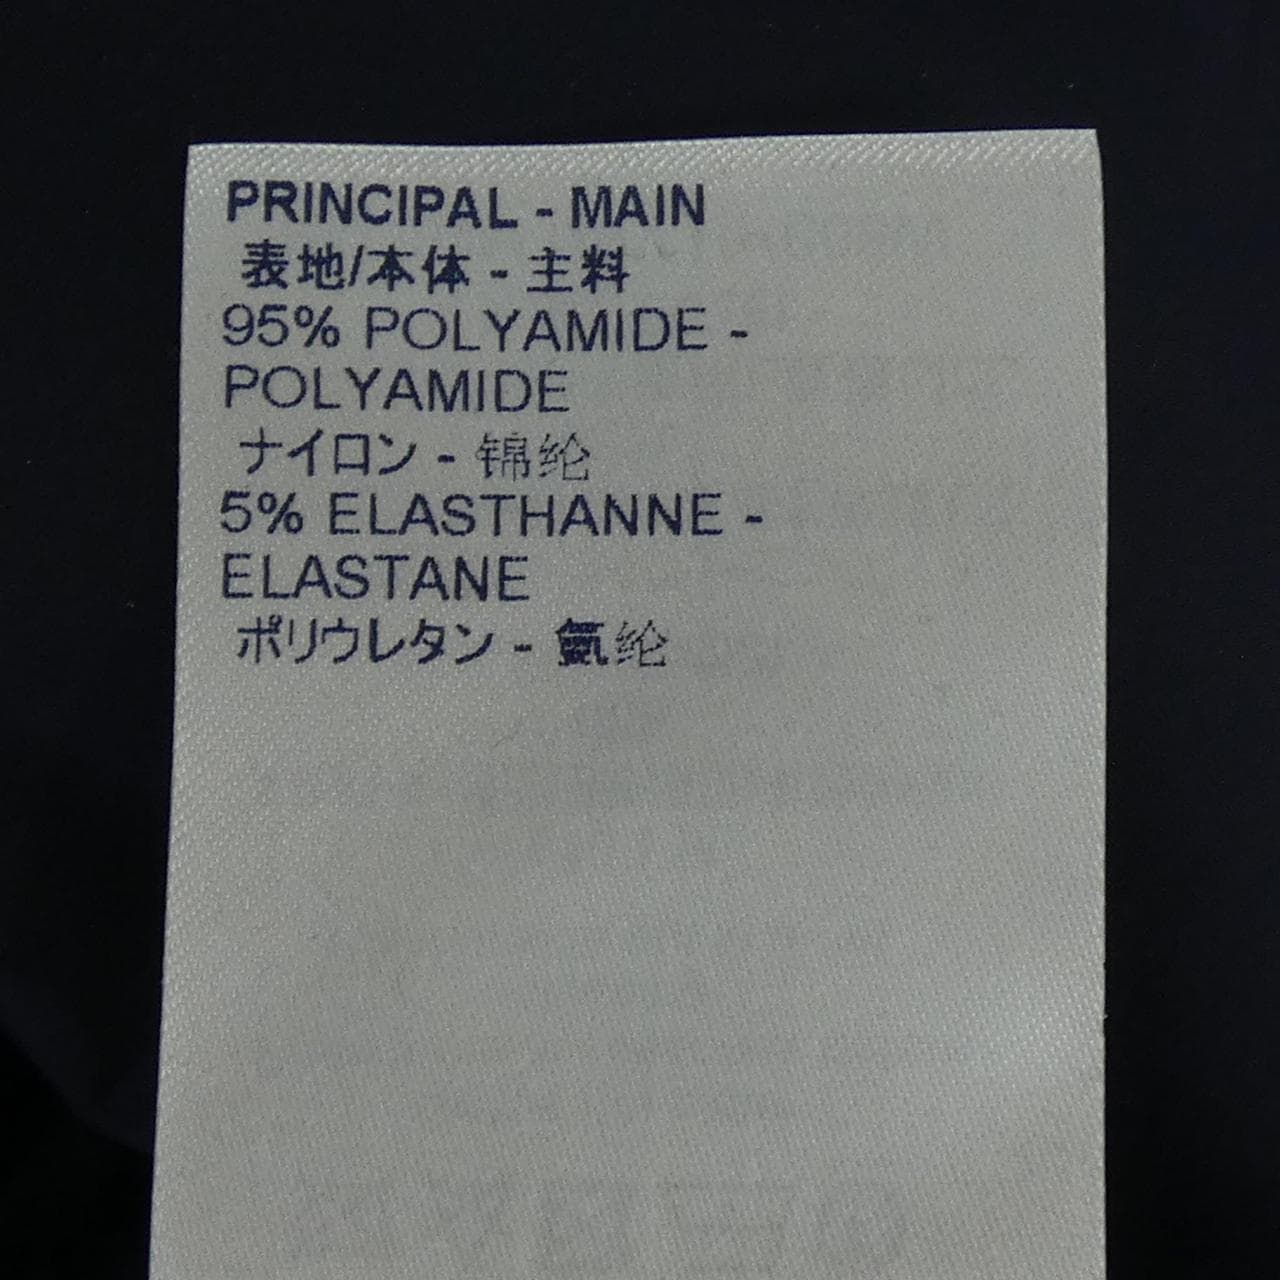 PRINCIPAL - MAIN
表地/本体 - 主料
95% POLYAMIDE -
POLYAMIDE
ナイロン - 锦纶
5% ELASTHANNE -
ELASTANE
ポリウレタン - 氨纶